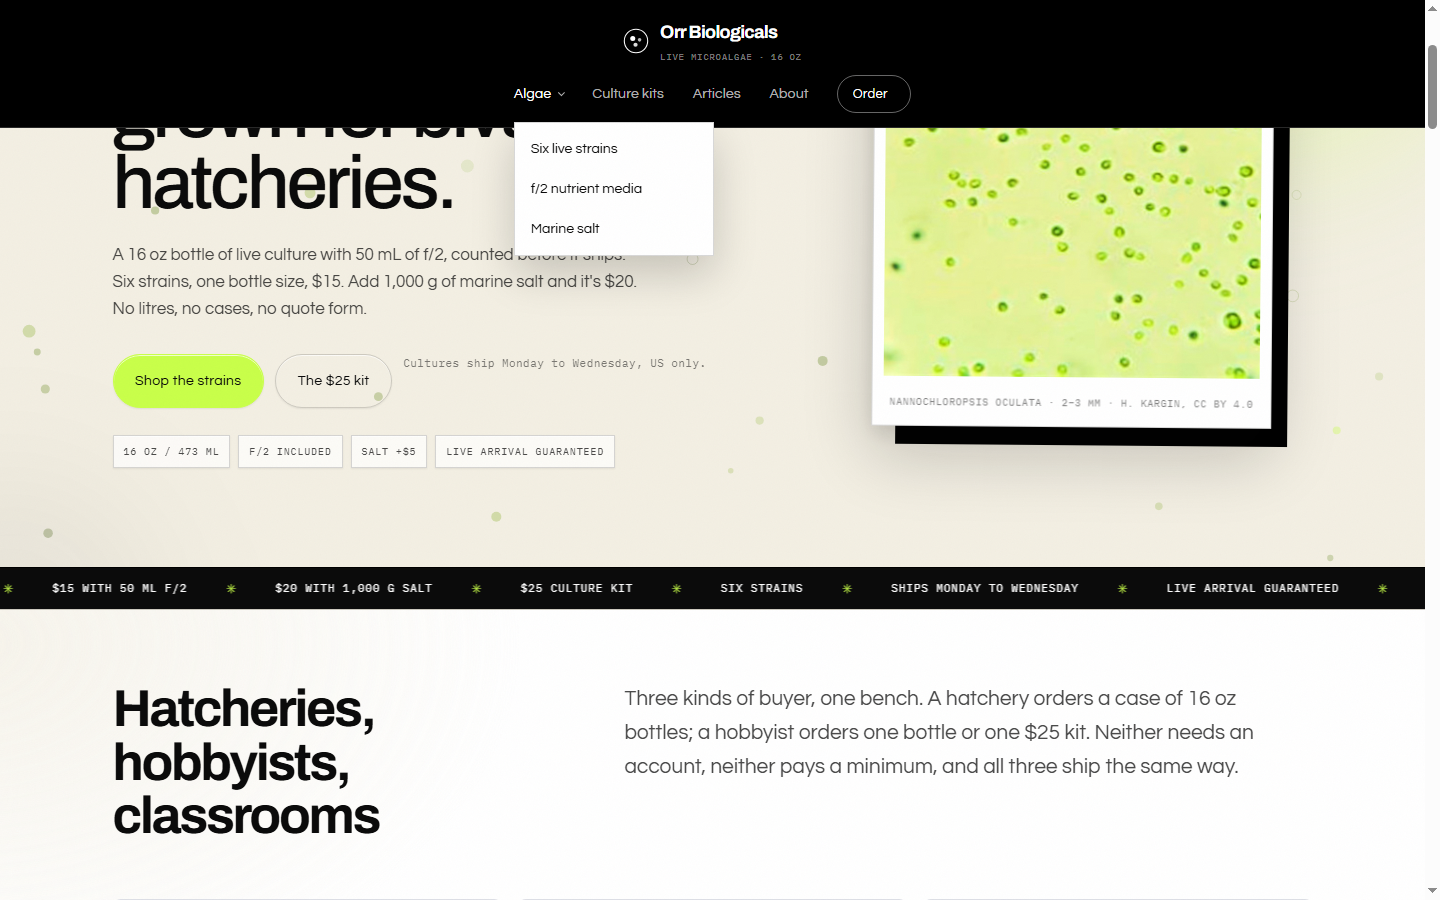 Orr Biologicals
LIVE MICROALGAE · 16 OZ
Algae
Culture kits
Articles
About
Order
Six live strains
f/2 nutrient media
Marine salt
hatcheries.
A 16 oz bottle of live culture with 50 mL of f/2, counted before it ships.
Six strains, one bottle size, $15. Add 1,000 g of marine salt and it's $20.
No litres, no cases, no quote form.
Shop the strains
The $25 kit
Cultures ship Monday to Wednesday, US only.
16 OZ / 473 ML
F/2 INCLUDED
SALT +$5
LIVE ARRIVAL GUARANTEED
NANNOCHLOROPSIS OCULATA · 2–3 MM · H. KARGIN, CC BY 4.0
$15 WITH 50 ML F/2
$20 WITH 1,000 G SALT
$25 CULTURE KIT
SIX STRAINS
SHIPS MONDAY TO WEDNESDAY
LIVE ARRIVAL GUARANTEED
Hatcheries,
hobbyists,
classrooms
Three kinds of buyer, one bench. A hatchery orders a case of 16 oz
bottles; a hobbyist orders one bottle or one $25 kit. Neither needs an
account, neither pays a minimum, and all three ship the same way.